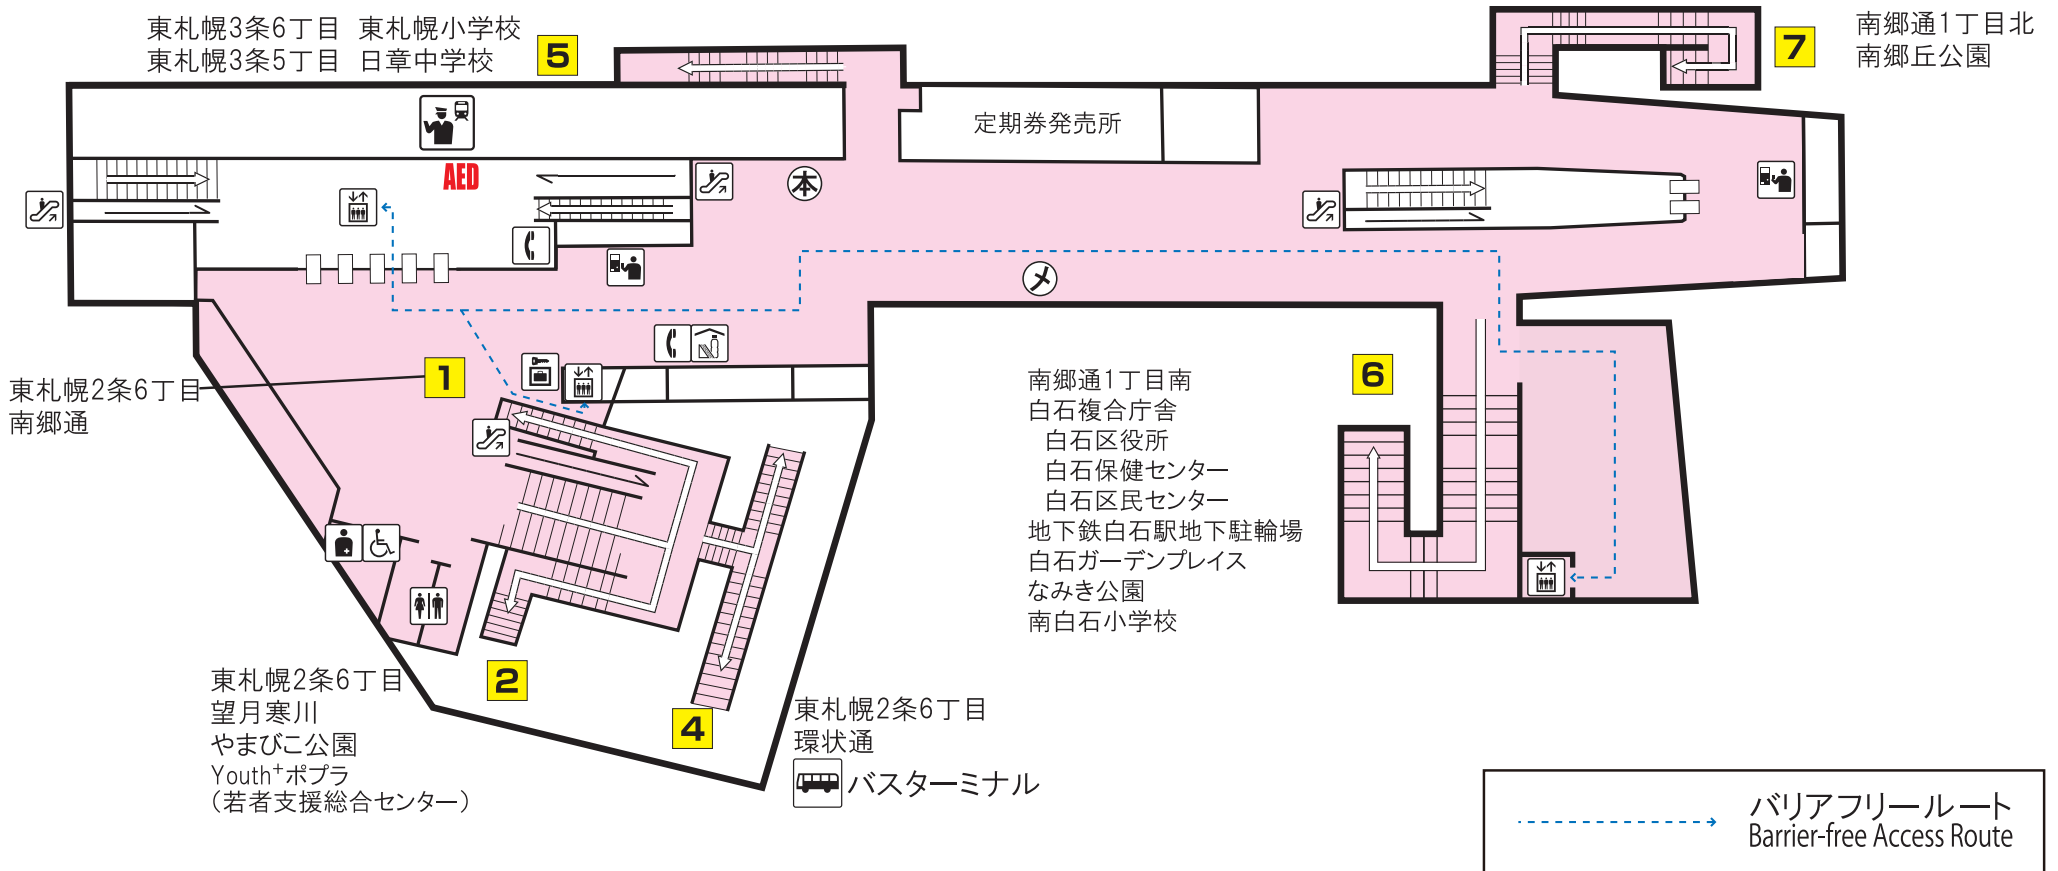 東札幌3条6丁目 東札幌小学校
東札幌3条5丁目 日章中学校
5
7
南郷通1丁目北
南郷丘公園
定期券発売所
AED
本
メ
1
東札幌2条6丁目
南郷通
6
南郷通1丁目南
白石複合庁舎
白石区役所
白石保健センター
白石区民センター
地下鉄白石駅地下駐輪場
白石ガーデンプレイス
なみき公園
南白石小学校
2
東札幌2条6丁目
望月寒川
やまびこ公園
Youth+ポプラ
（若者支援総合センター）
4
東札幌2条6丁目
環状通
バスターミナル
バリアフリールート
Barrier-free Access Route